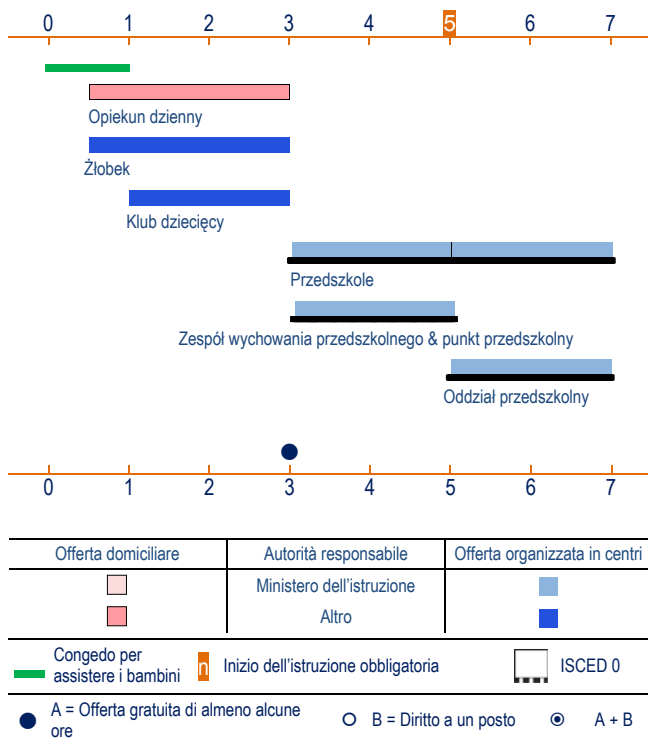 0 1 2 3 4 5 6 7
Opiekun dzienny
Żłobek
Klub dziecięcy
Przedszkole
Zespół wychowania przedszkolnego & punkt przedszkolny
Oddział przedszkolny
0 1 2 3 4 5 6 7
Offerta domiciliare Autorità responsabile Offerta organizzata in centri
Ministero dell'istruzione
Altro
Congedo per
assistere i bambini
n Inizio dell'istruzione obbligatoria
ISCED 0
A = Offerta gratuita di almeno alcune
ore
B = Diritto a un posto
A + B